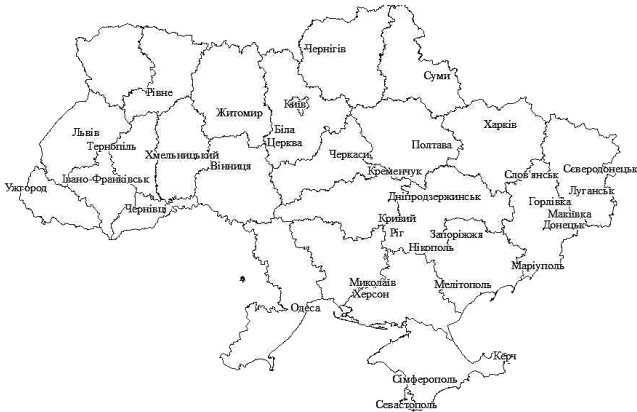 Чернігів
Суми
Рівне
Київ
Житомир
Харків
Львів
Біла
Церква
Тернопіль
Полтава
Хмельницький
Черкаси
Вінниця
Кременчук
Слов'янськ
Сєверодонецьк
Івано-Франківськ
Ужгород
Луганськ
Дніпродзержинськ
Горлівка
Чернівці
Макіївка
Кривий
Ріг
Донецьк
Запоріжжя
Нікополь
Маріуполь
Миколаїв
Мелітополь
Херсон
Одеса
Керч
Сімферополь
Севастополь